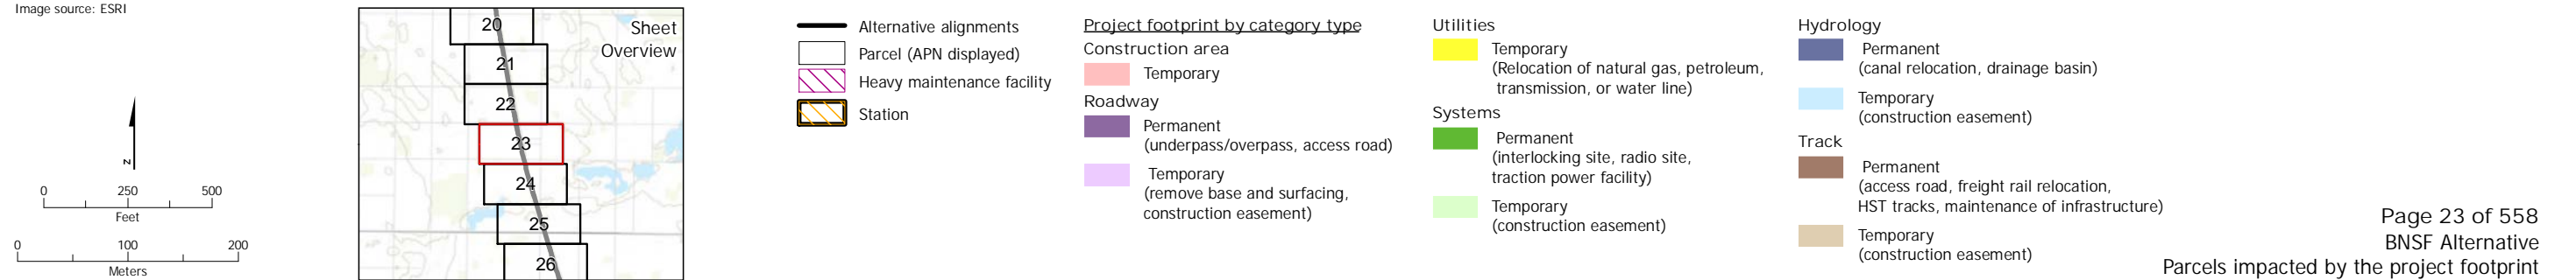 Image source: ESRI
N
0 250 500
Feet
0 100 200
Meters
Sheet
Overview
20
21
22
23
24
25
26
Alternative alignments
Parcel (APN displayed)
Heavy maintenance facility
Station
Project footprint by category type
Construction area
Temporary
Roadway
Permanent
(underpass/overpass, access road)
Temporary
(remove base and surfacing,
construction easement)
Utilities
Temporary
(Relocation of natural gas, petroleum,
transmission, or water line)
Systems
Permanent
(interlocking site, radio site,
traction power facility)
Temporary
(construction easement)
Hydrology
Permanent
(canal relocation, drainage basin)
Temporary
(construction easement)
Track
Permanent
(access road, freight rail relocation,
HST tracks, maintenance of infrastructure)
Temporary
(construction easement)
Page 23 of 558
BNSF Alternative
Parcels impacted by the project footprint